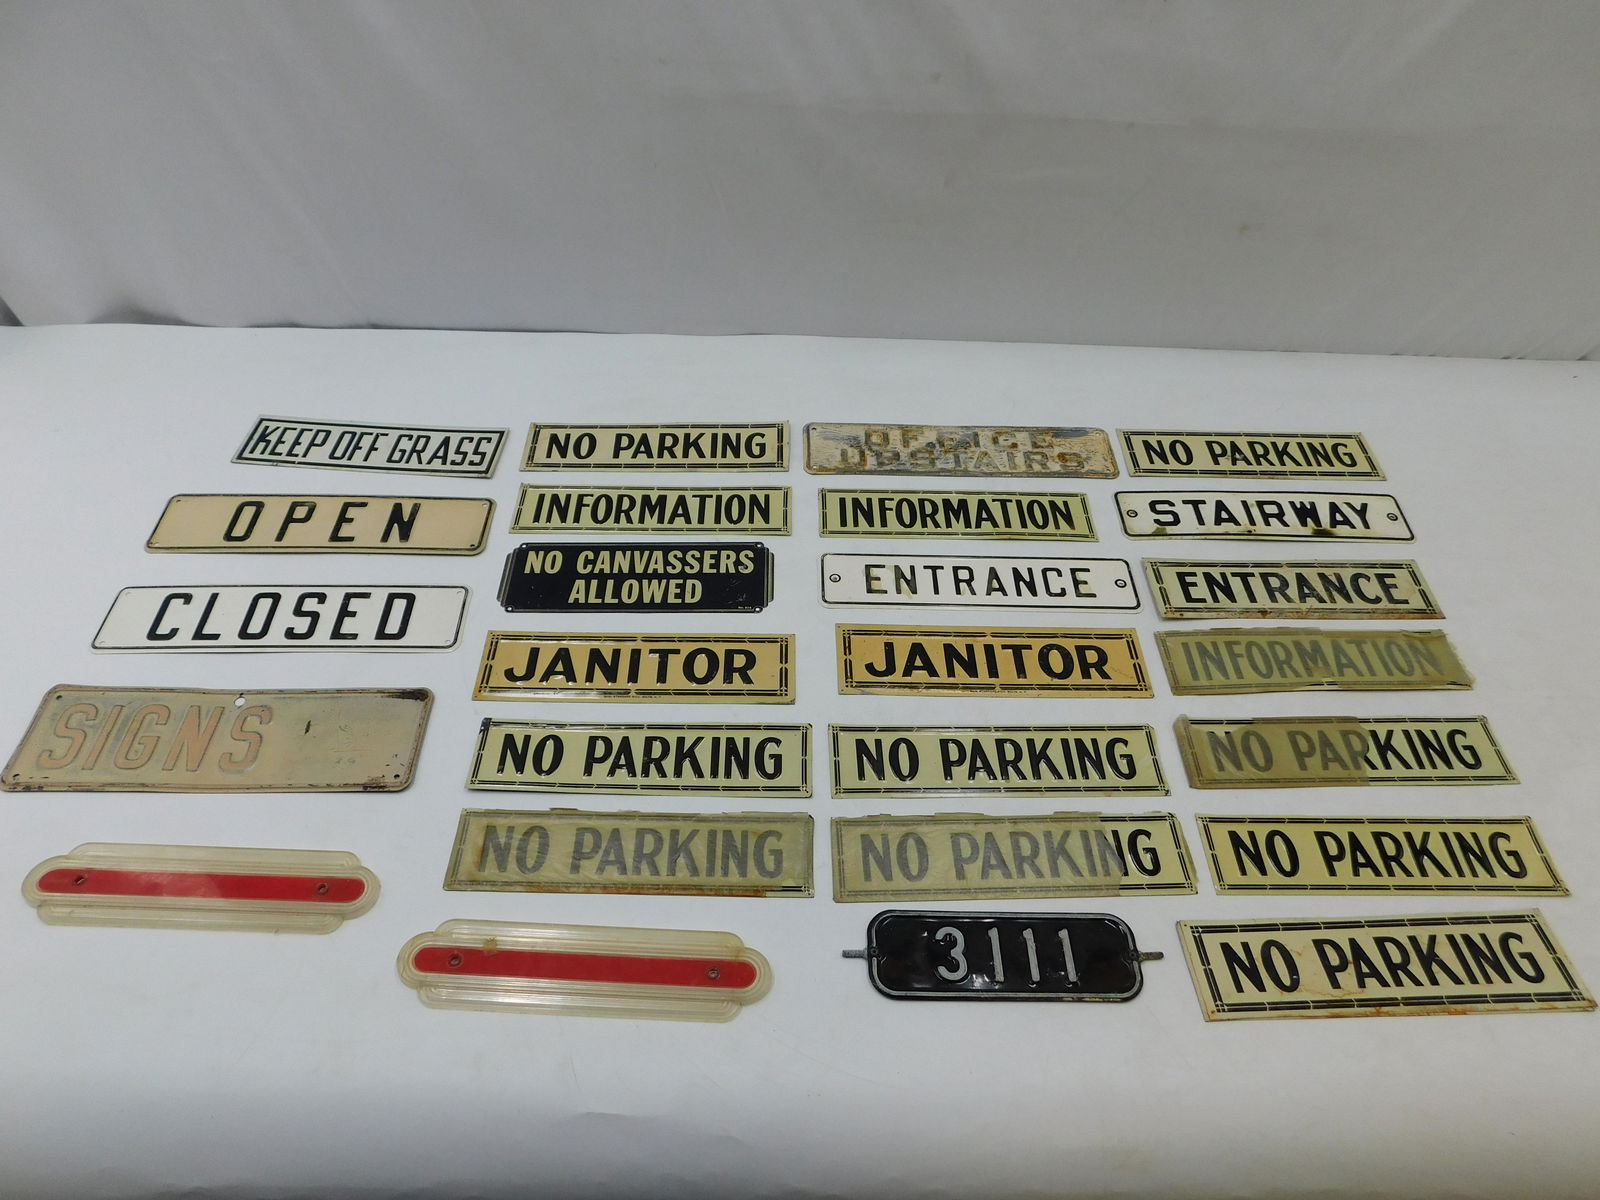 KEEP OFF GRASS
NO PARKING
OFFICE
UPSTAIRS
NO PARKING
OPEN
INFORMATION
INFORMATION
STAIRWAY
CLOSED
NO CANVASSERS
ALLOWED
ENTRANCE
ENTRANCE
JANITOR
JANITOR
INFORMATION
SIGNS
NO PARKING
NO PARKING
NO PARKING
NO PARKING
NO PARKING
NO PARKING
3111
NO PARKING